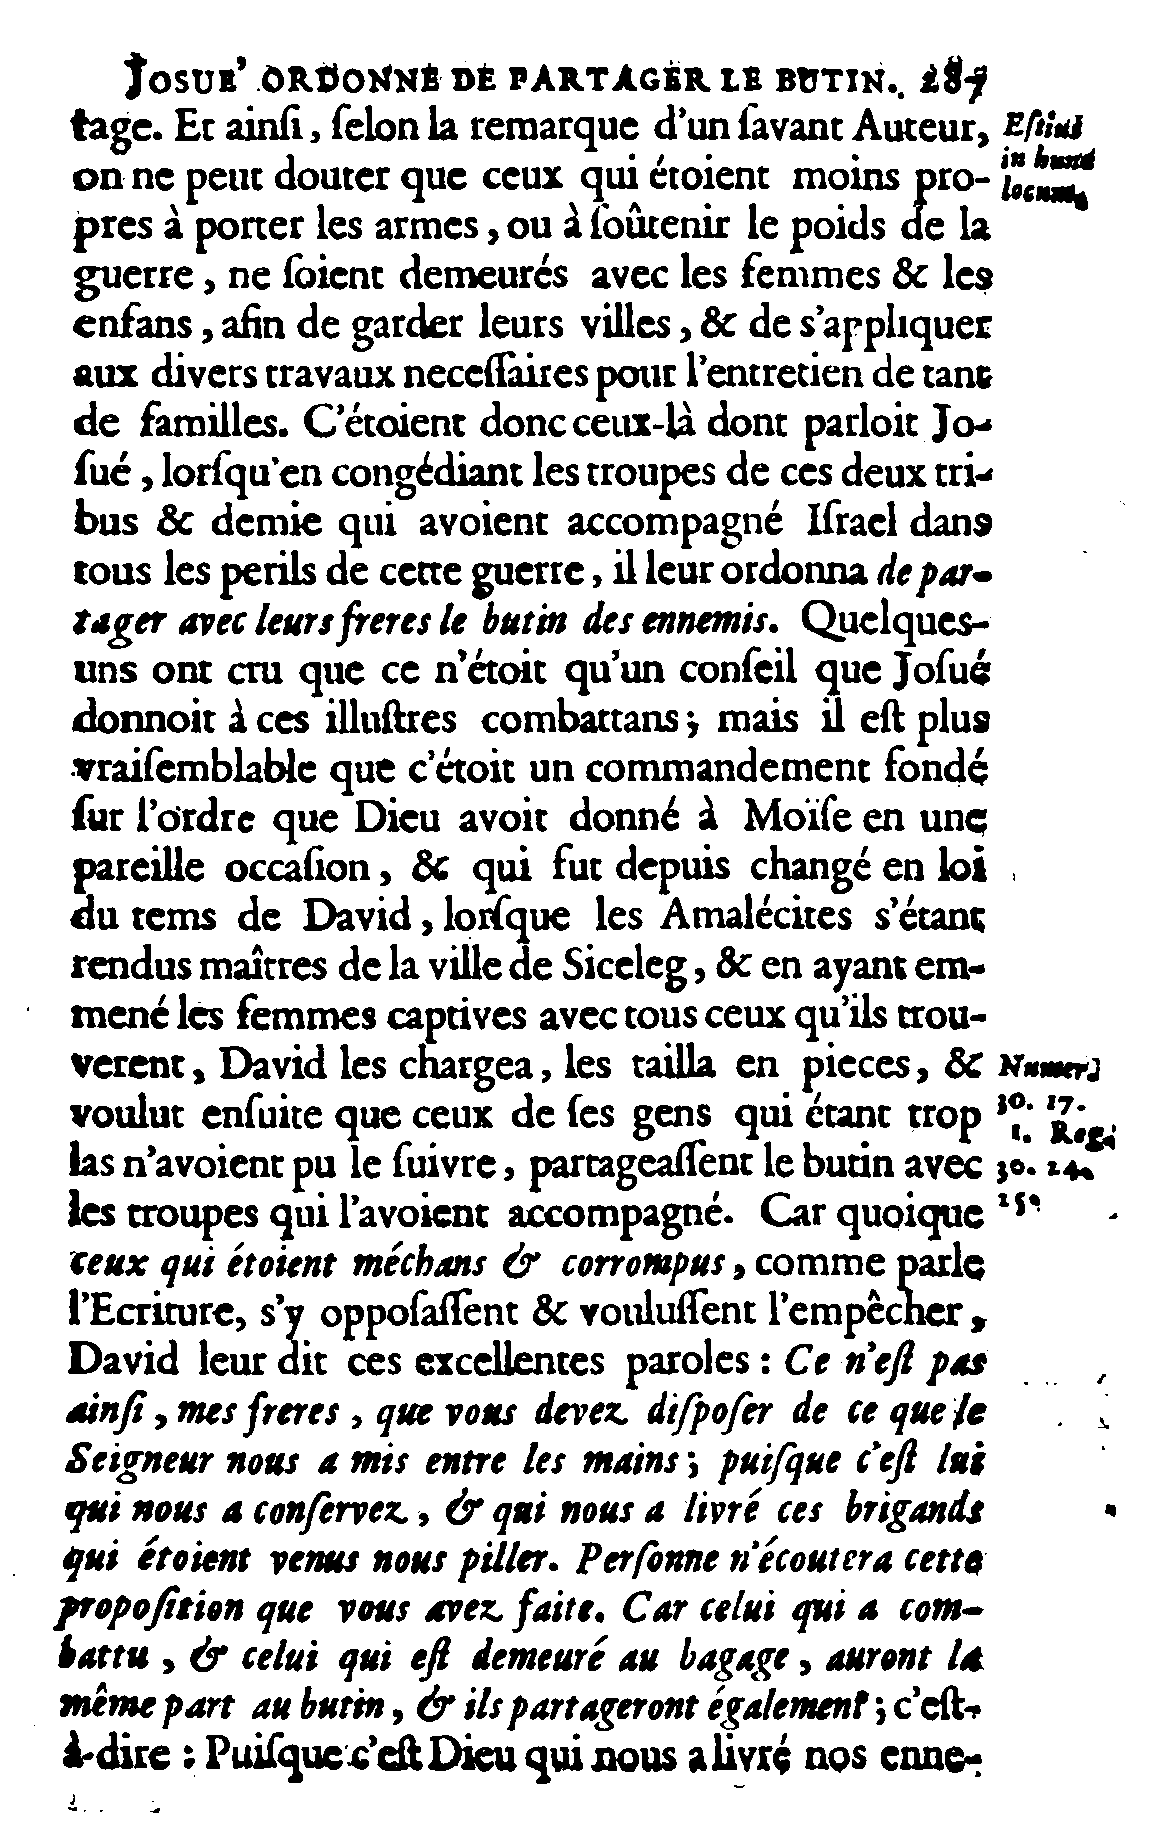 JOSUE' ORDONNE DE PARTAGER LE BUTIN. 287
tage. Et ainſi, ſelon la remarque d'un ſavant Auteur,
on ne peut douter que ceux qui étoient moins pro-
pres à porter les armes, ou à ſoûtenir le poids de la
guerre, ne ſoient demeurés avec les femmes & les
enfans, afin de garder leurs villes, & de s'appliquer
aux divers travaux neceſſaires pour l'entretien de tant
de familles. C'étoient donc ceux-là dont parloit Jo-
ſué, lorſqu'en congédiant les troupes de ces deux tri-
bus & demie qui avoient accompagné Iſrael dans
tous les perils de cette guerre, il leur ordonna de par-
tager avec leurs freres le butin des ennemis. Quelques-
uns ont cru que ce n'étoit qu'un conſeil que Joſué
donnoit à ces illuſtres combattans; mais il eſt plus
vraiſemblable que c'étoit un commandement fondé
ſur l'ordre que Dieu avoit donné à Moïſe en une
pareille occaſion, & qui fut depuis changé en loi
du tems de David, lorſque les Amalécites s'étant
rendus maîtres de la ville de Siceleg, & en ayant em-
mené les femmes captives avec tous ceux qu'ils trou-
verent, David les chargea, les tailla en pieces, &
voulut enſuite que ceux de ſes gens qui étant trop
las n'avoient pu le ſuivre, partageaſſent le butin avec
les troupes qui l'avoient accompagné. Car quoique
ceux qui étoient méchans & corrompus, comme parle
l'Ecriture, s'y oppoſaſſent & vouluſſent l'empêcher,
David leur dit ces excellentes paroles: Ce n'eſt pas
ainſi, mes freres, que vous devez diſpoſer de ce que le
Seigneur nous a mis entre les mains; puiſque c'eſt lui
qui nous a conſervez, & qui nous a livré ces brigands
qui étoient venus nous piller. Perſonne n'écoutera cette
propoſition que vous avez faite. Car celui qui a com-
battu, & celui qui eſt demeuré au bagage, auront la
même part au butin, & ils partageront également; c'eſt-
à-dire: Puiſque c'eſt Dieu qui nous a livré nos enne-
Eſtius
in hunc
locum.
Numer.
30. 17.
1. Reg.
30. 24.
25.